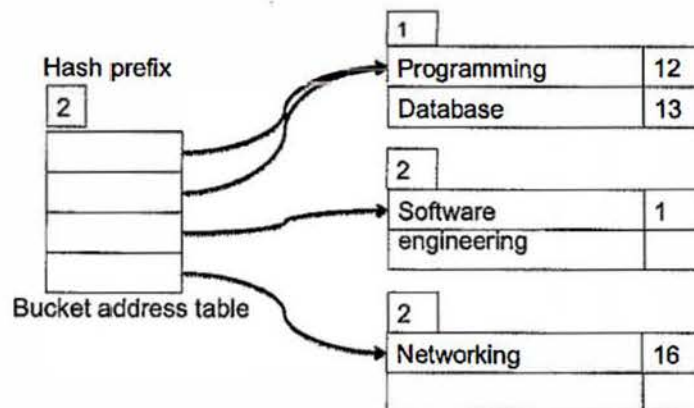 Hash prefix
2
Bucket address table
1
Programming 12
Database 13
2
Software 1
engineering
2
Networking 16